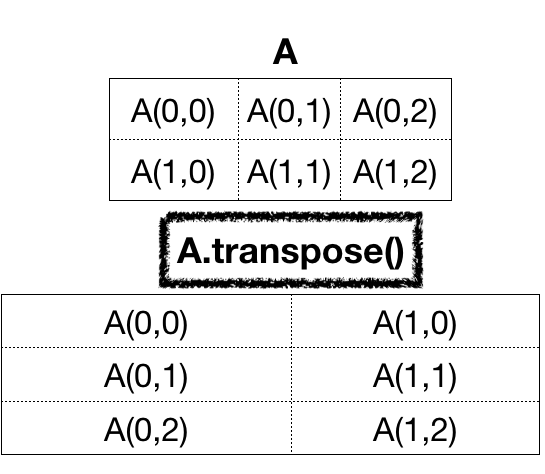 A
A(0,0) A(0,1) A(0,2)
A(1,0) A(1,1) A(1,2)
A.transpose()
A(0,0) A(1,0)
A(0,1) A(1,1)
A(0,2) A(1,2)